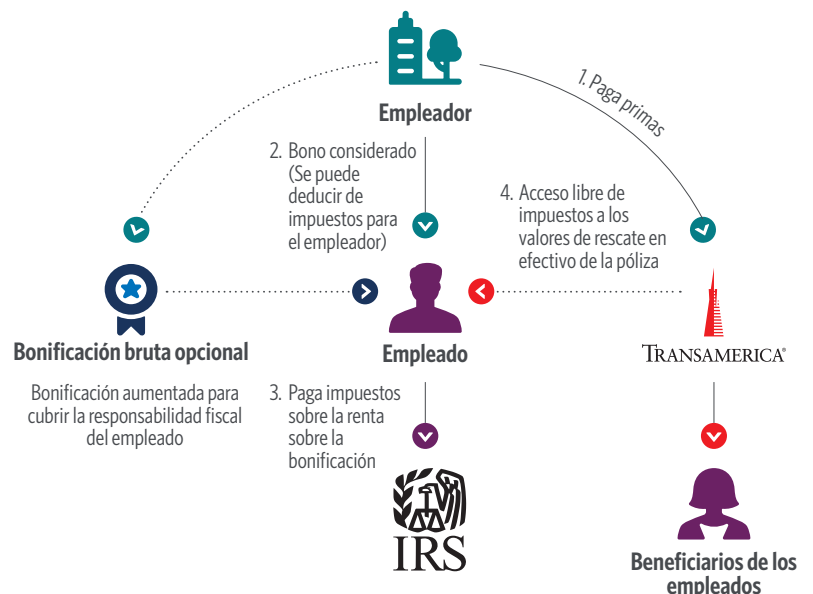 Empleador
1. Paga primas
2. Bono considerado
(Se puede
deducir de
impuestos para
el empleador)
4. Acceso libre de
impuestos a los
valores de rescate en
efectivo de la póliza
Bonificación bruta opcional
Bonificación aumentada para
cubrir la responsabilidad fiscal
del empleado
Empleado
TRANSAMERICA®
3. Paga impuestos
sobre la renta
sobre la
bonificación
IRS
Beneficiarios de los
empleados